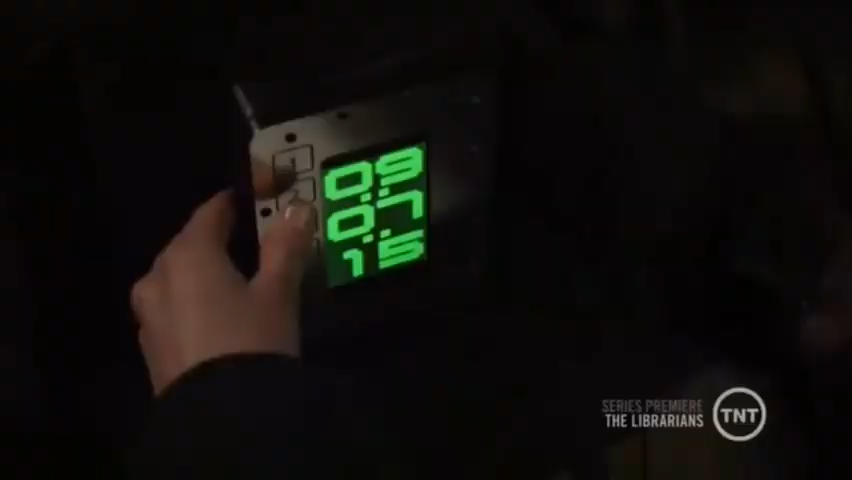 09
:
07
:
15
SERIES PREMIERE
THE LIBRARIANS
TNT